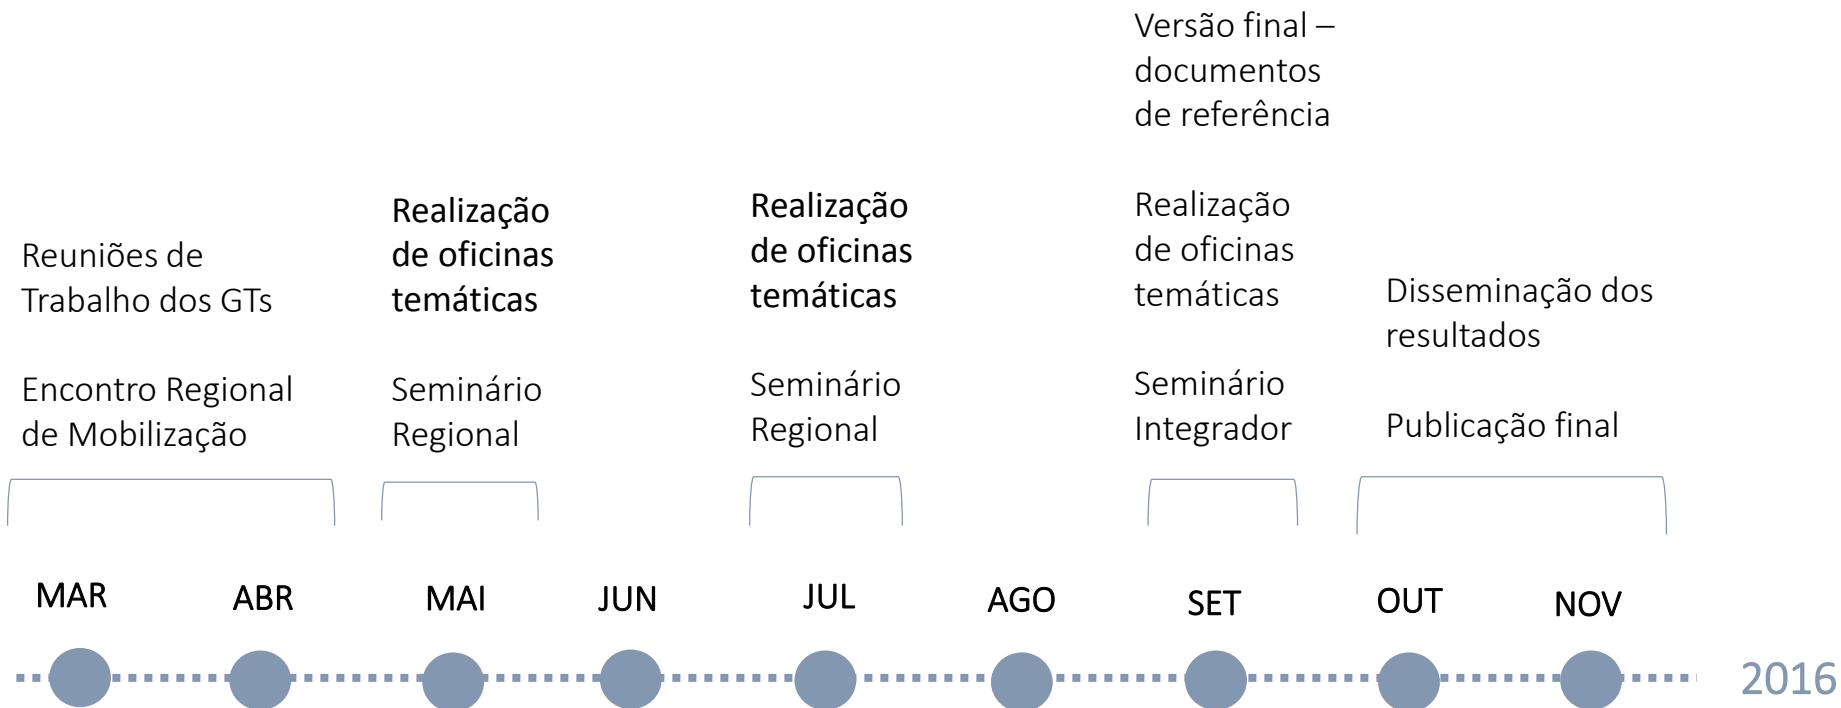 Reuniões de
Trabalho dos GTs
Encontro Regional
de Mobilização
Realização
de oficinas
temáticas
Seminário
Regional
Realização
de oficinas
temáticas
Seminário
Regional
Versão final –
documentos
de referência
Realização
de oficinas
temáticas
Seminário
Integrador
Disseminação dos
resultados
Publicação final
MAR
ABR
MAI
JUN
JUL
AGO
SET
OUT
NOV
2016